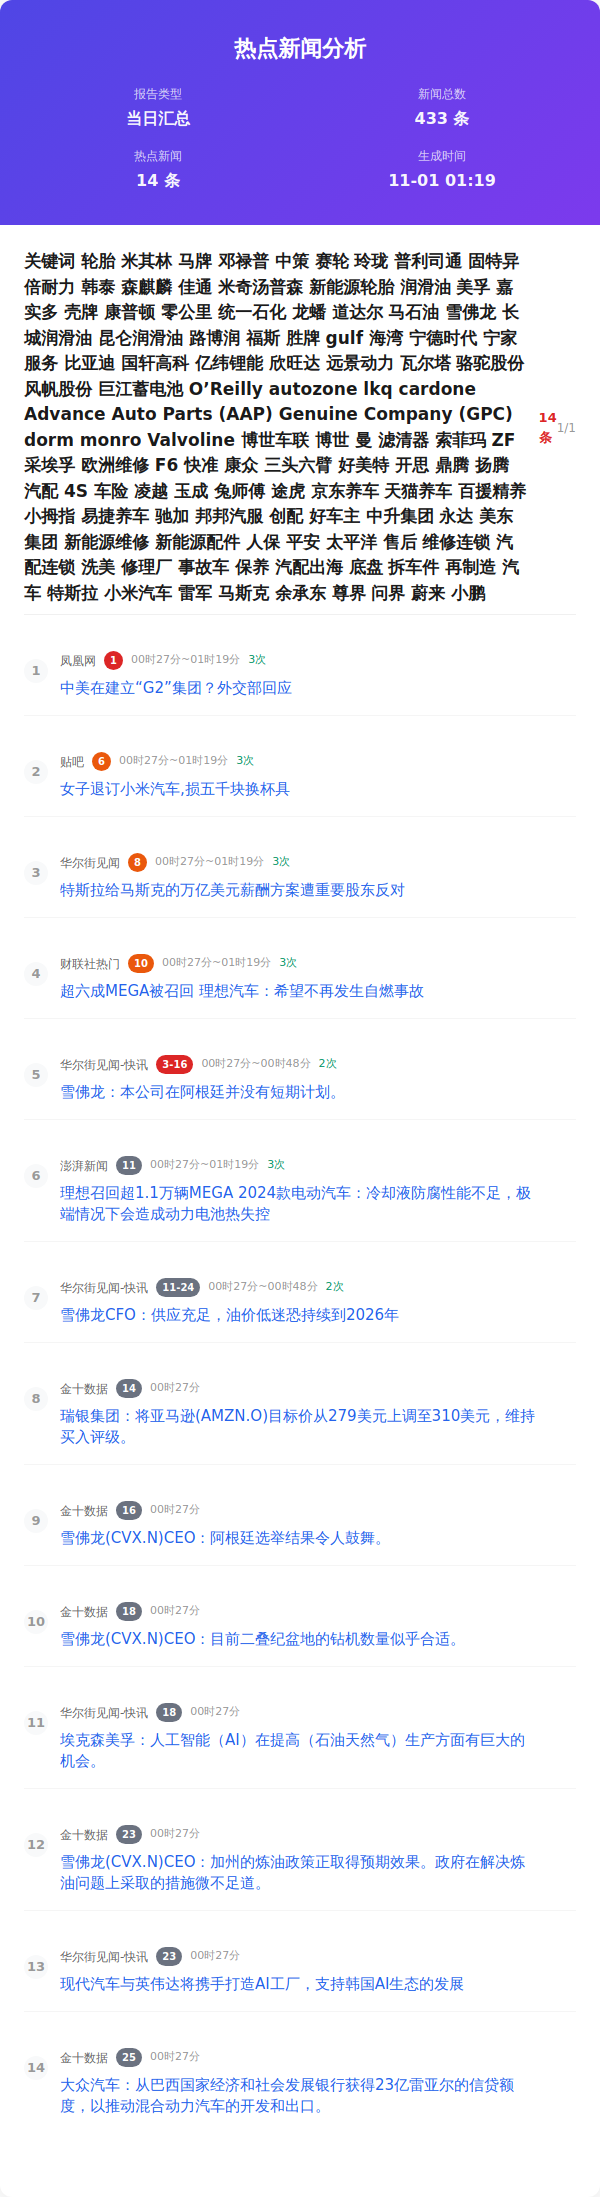 热点新闻分析
报告类型
当日汇总
新闻总数
433 条
热点新闻
14 条
生成时间
11-01 01:19
关键词 轮胎 米其林 马牌 邓禄普 中策 赛轮 玲珑 普利司通 固特异
倍耐力 韩泰 森麒麟 佳通 米奇汤普森 新能源轮胎 润滑油 美孚 嘉
实多 壳牌 康普顿 零公里 统一石化 龙蟠 道达尔 马石油 雪佛龙 长
城润滑油 昆仑润滑油 路博润 福斯 胜牌 gulf 海湾 宁德时代 宁家
服务 比亚迪 国轩高科 亿纬锂能 欣旺达 远景动力 瓦尔塔 骆驼股份
风帆股份 巨江蓄电池 O’Reilly autozone lkq cardone
Advance Auto Parts (AAP) Genuine Company (GPC)
dorm monro Valvoline 博世车联 博世 曼 滤清器 索菲玛 ZF
采埃孚 欧洲维修 F6 快准 康众 三头六臂 好美特 开思 鼎腾 扬腾
汽配 4S 车险 凌越 玉成 兔师傅 途虎 京东养车 天猫养车 百援精养
小拇指 易捷养车 驰加 邦邦汽服 创配 好车主 中升集团 永达 美东
集团 新能源维修 新能源配件 人保 平安 太平洋 售后 维修连锁 汽
配连锁 洗美 修理厂 事故车 保养 汽配出海 底盘 拆车件 再制造 汽
车 特斯拉 小米汽车 雷军 马斯克 余承东 尊界 问界 蔚来 小鹏
14
条
1/1
1
凤凰网 1 00时27分~01时19分 3次
中美在建立“G2”集团？外交部回应
2
贴吧 6 00时27分~01时19分 3次
女子退订小米汽车,损五千块换杯具
3
华尔街见闻 8 00时27分~01时19分 3次
特斯拉给马斯克的万亿美元薪酬方案遭重要股东反对
4
财联社热门 10 00时27分~01时19分 3次
超六成MEGA被召回 理想汽车：希望不再发生自燃事故
5
华尔街见闻-快讯 3-16 00时27分~00时48分 2次
雪佛龙：本公司在阿根廷并没有短期计划。
6
澎湃新闻 11 00时27分~01时19分 3次
理想召回超1.1万辆MEGA 2024款电动汽车：冷却液防腐性能不足，极
端情况下会造成动力电池热失控
7
华尔街见闻-快讯 11-24 00时27分~00时48分 2次
雪佛龙CFO：供应充足，油价低迷恐持续到2026年
8
金十数据 14 00时27分
瑞银集团：将亚马逊(AMZN.O)目标价从279美元上调至310美元，维持
买入评级。
9
金十数据 16 00时27分
雪佛龙(CVX.N)CEO：阿根廷选举结果令人鼓舞。
10
金十数据 18 00时27分
雪佛龙(CVX.N)CEO：目前二叠纪盆地的钻机数量似乎合适。
11
华尔街见闻-快讯 18 00时27分
埃克森美孚：人工智能（AI）在提高（石油天然气）生产方面有巨大的
机会。
12
金十数据 23 00时27分
雪佛龙(CVX.N)CEO：加州的炼油政策正取得预期效果。政府在解决炼
油问题上采取的措施微不足道。
13
华尔街见闻-快讯 23 00时27分
现代汽车与英伟达将携手打造AI工厂，支持韩国AI生态的发展
14
金十数据 25 00时27分
大众汽车：从巴西国家经济和社会发展银行获得23亿雷亚尔的信贷额
度，以推动混合动力汽车的开发和出口。